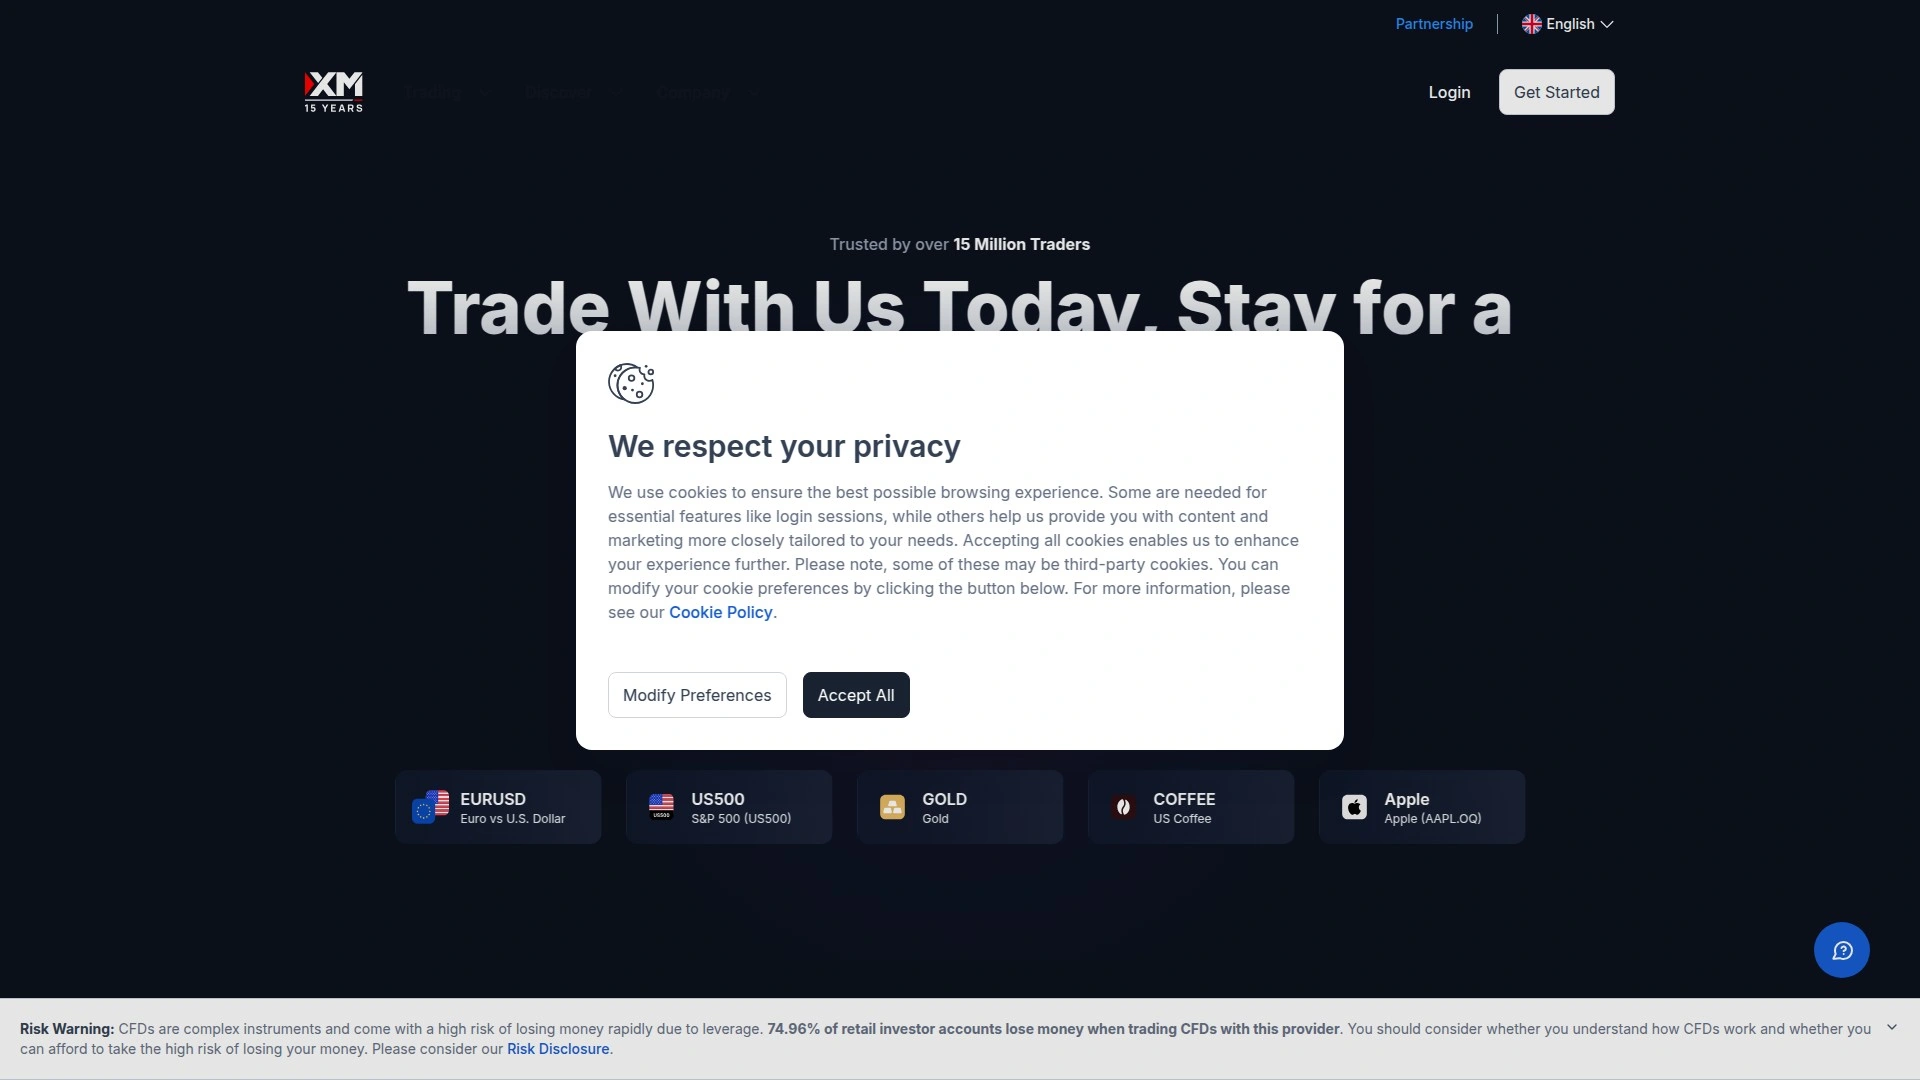 Partnership
English
XM
15 YEARS
Trading
Discover
Company
Login
Get Started
Trusted by over 15 Million Traders
Trade With Us Today, Stay for a
We respect your privacy
We use cookies to ensure the best possible browsing experience. Some are needed for
essential features like login sessions, while others help us provide you with content and
marketing more closely tailored to your needs. Accepting all cookies enables us to enhance
your experience further. Please note, some of these may be third-party cookies. You can
modify your cookie preferences by clicking the button below. For more information, please
see our Cookie Policy.
Modify Preferences
Accept All
EURUSD
Euro vs U.S. Dollar
US500
US500
S&P 500 (US500)
GOLD
Gold
COFFEE
US Coffee
Apple
Apple (AAPL.OQ)
Risk Warning: CFDs are complex instruments and come with a high risk of losing money rapidly due to leverage. 74.96% of retail investor accounts lose money when trading CFDs with this provider. You should consider whether you understand how CFDs work and whether you
can afford to take the high risk of losing your money. Please consider our Risk Disclosure.